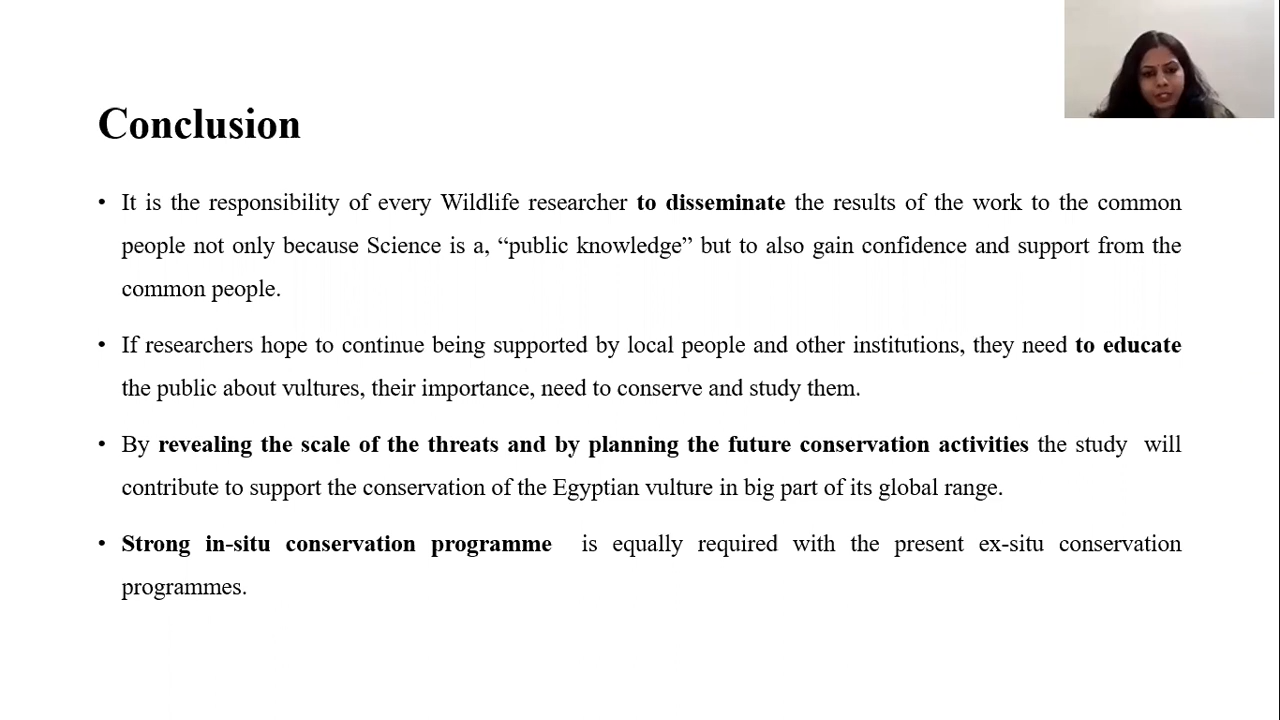 Conclusion
• It is the responsibility of every Wildlife researcher to disseminate the results of the work to the common
people not only because Science is a, “public knowledge” but to also gain confidence and support from the
common people.
• If researchers hope to continue being supported by local people and other institutions, they need to educate
the public about vultures, their importance, need to conserve and study them.
• By revealing the scale of the threats and by planning the future conservation activities the study will
contribute to support the conservation of the Egyptian vulture in big part of its global range.
• Strong in-situ conservation programme is equally required with the present ex-situ conservation
programmes.